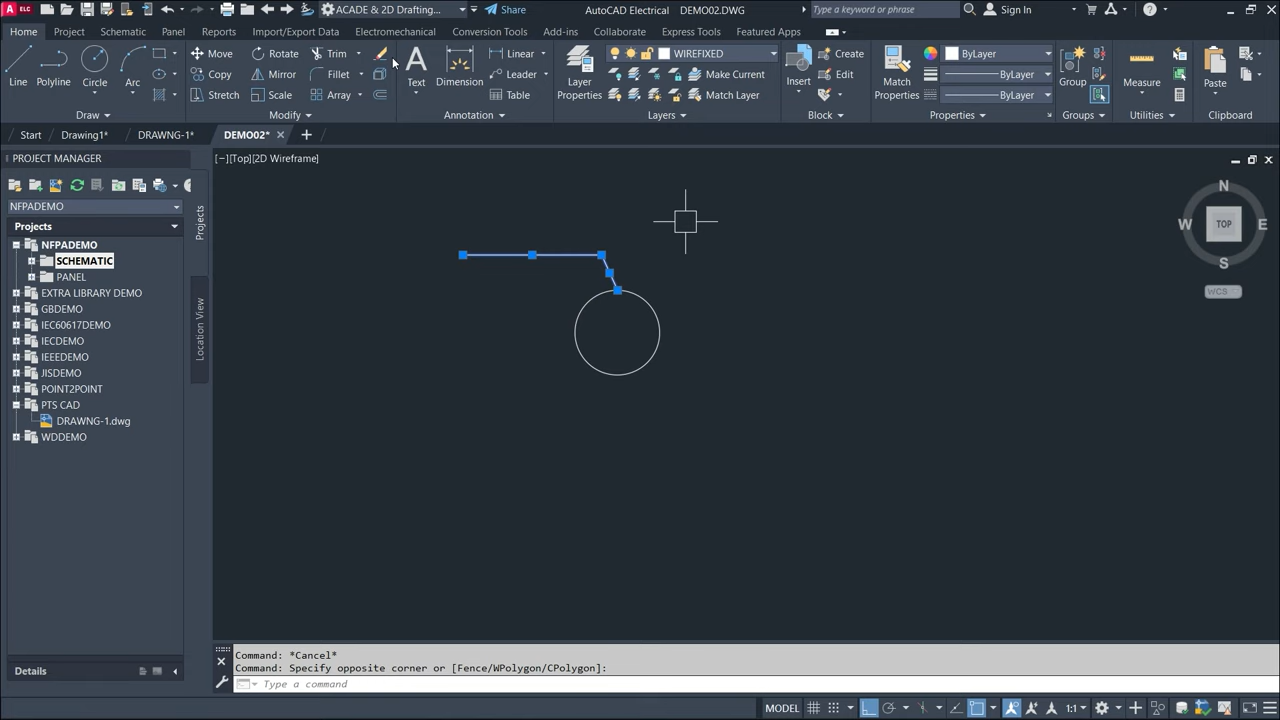 A ELC
ACADE & 2D Drafting...
Share
AutoCAD Electrical DEMO02.DWG
Type a keyword or phrase
Sign In
Home Project Schematic Panel Reports Import/Export Data Electromechanical Conversion Tools Add-ins Collaborate Express Tools Featured Apps
Line Polyline Circle Arc
Move Rotate Trim
Copy Mirror Fillet
Stretch Scale Array
Text Dimension
Linear
Leader
Table
Layer Properties
WIREFIXED
Make Current
Match Layer
Insert
Create
Edit
Match Properties
ByLayer
ByLayer
ByLayer
Group
Measure
Paste
Draw Modify Annotation Layers Block Properties Groups Utilities Clipboard
Start Drawing1* DRAWNG-1* DEMO02*
PROJECT MANAGER
[−][Top][2D Wireframe]
NFPADEMO
Projects
NFPADEMO
SCHEMATIC
PANEL
EXTRA LIBRARY DEMO
GBDEMO
IEC60617DEMO
IECDEMO
IEEEDEMO
JISDEMO
POINT2POINT
PTS CAD
DRAWNG-1.dwg
WDDEMO
Details
Projects
Location View
N
W TOP E
S
WCS
Command: *Cancel*
Command: Specify opposite corner or [Fence/WPolygon/CPolygon]:
Type a command
MODEL
1:1